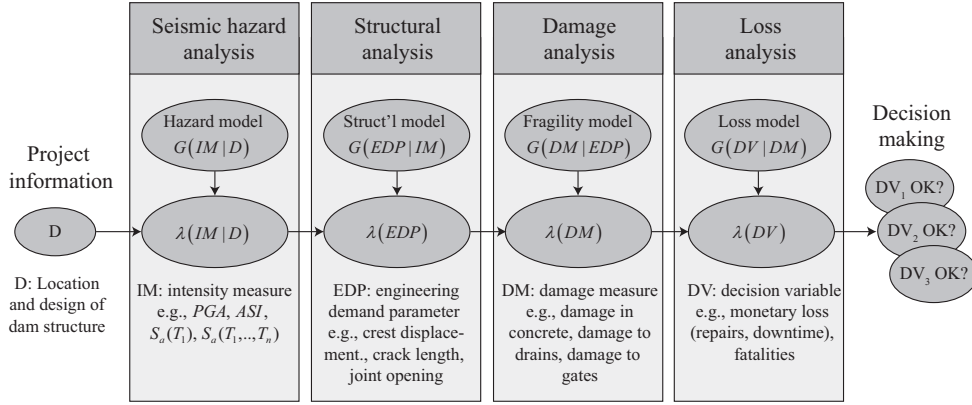 Project
information
D
D: Location
and design of
dam structure
Seismic hazard
analysis
Hazard model
G(IM | D)
λ(IM | D)
IM: intensity measure
e.g., PGA, ASI,
Sₐ(T₁), Sₐ(T₁,..,Tₙ)
Structural
analysis
Struct'l model
G(EDP | IM)
λ(EDP)
EDP: engineering
demand parameter
e.g., crest displace-
ment., crack length,
joint opening
Damage
analysis
Fragility model
G(DM | EDP)
λ(DM)
DM: damage measure
e.g., damage in
concrete, damage to
drains, damage to
gates
Loss
analysis
Loss model
G(DV | DM)
λ(DV)
DV: decision variable
e.g., monetary loss
(repairs, downtime),
fatalities
Decision
making
DV₁ OK?
DV₂ OK?
DV₃ OK?